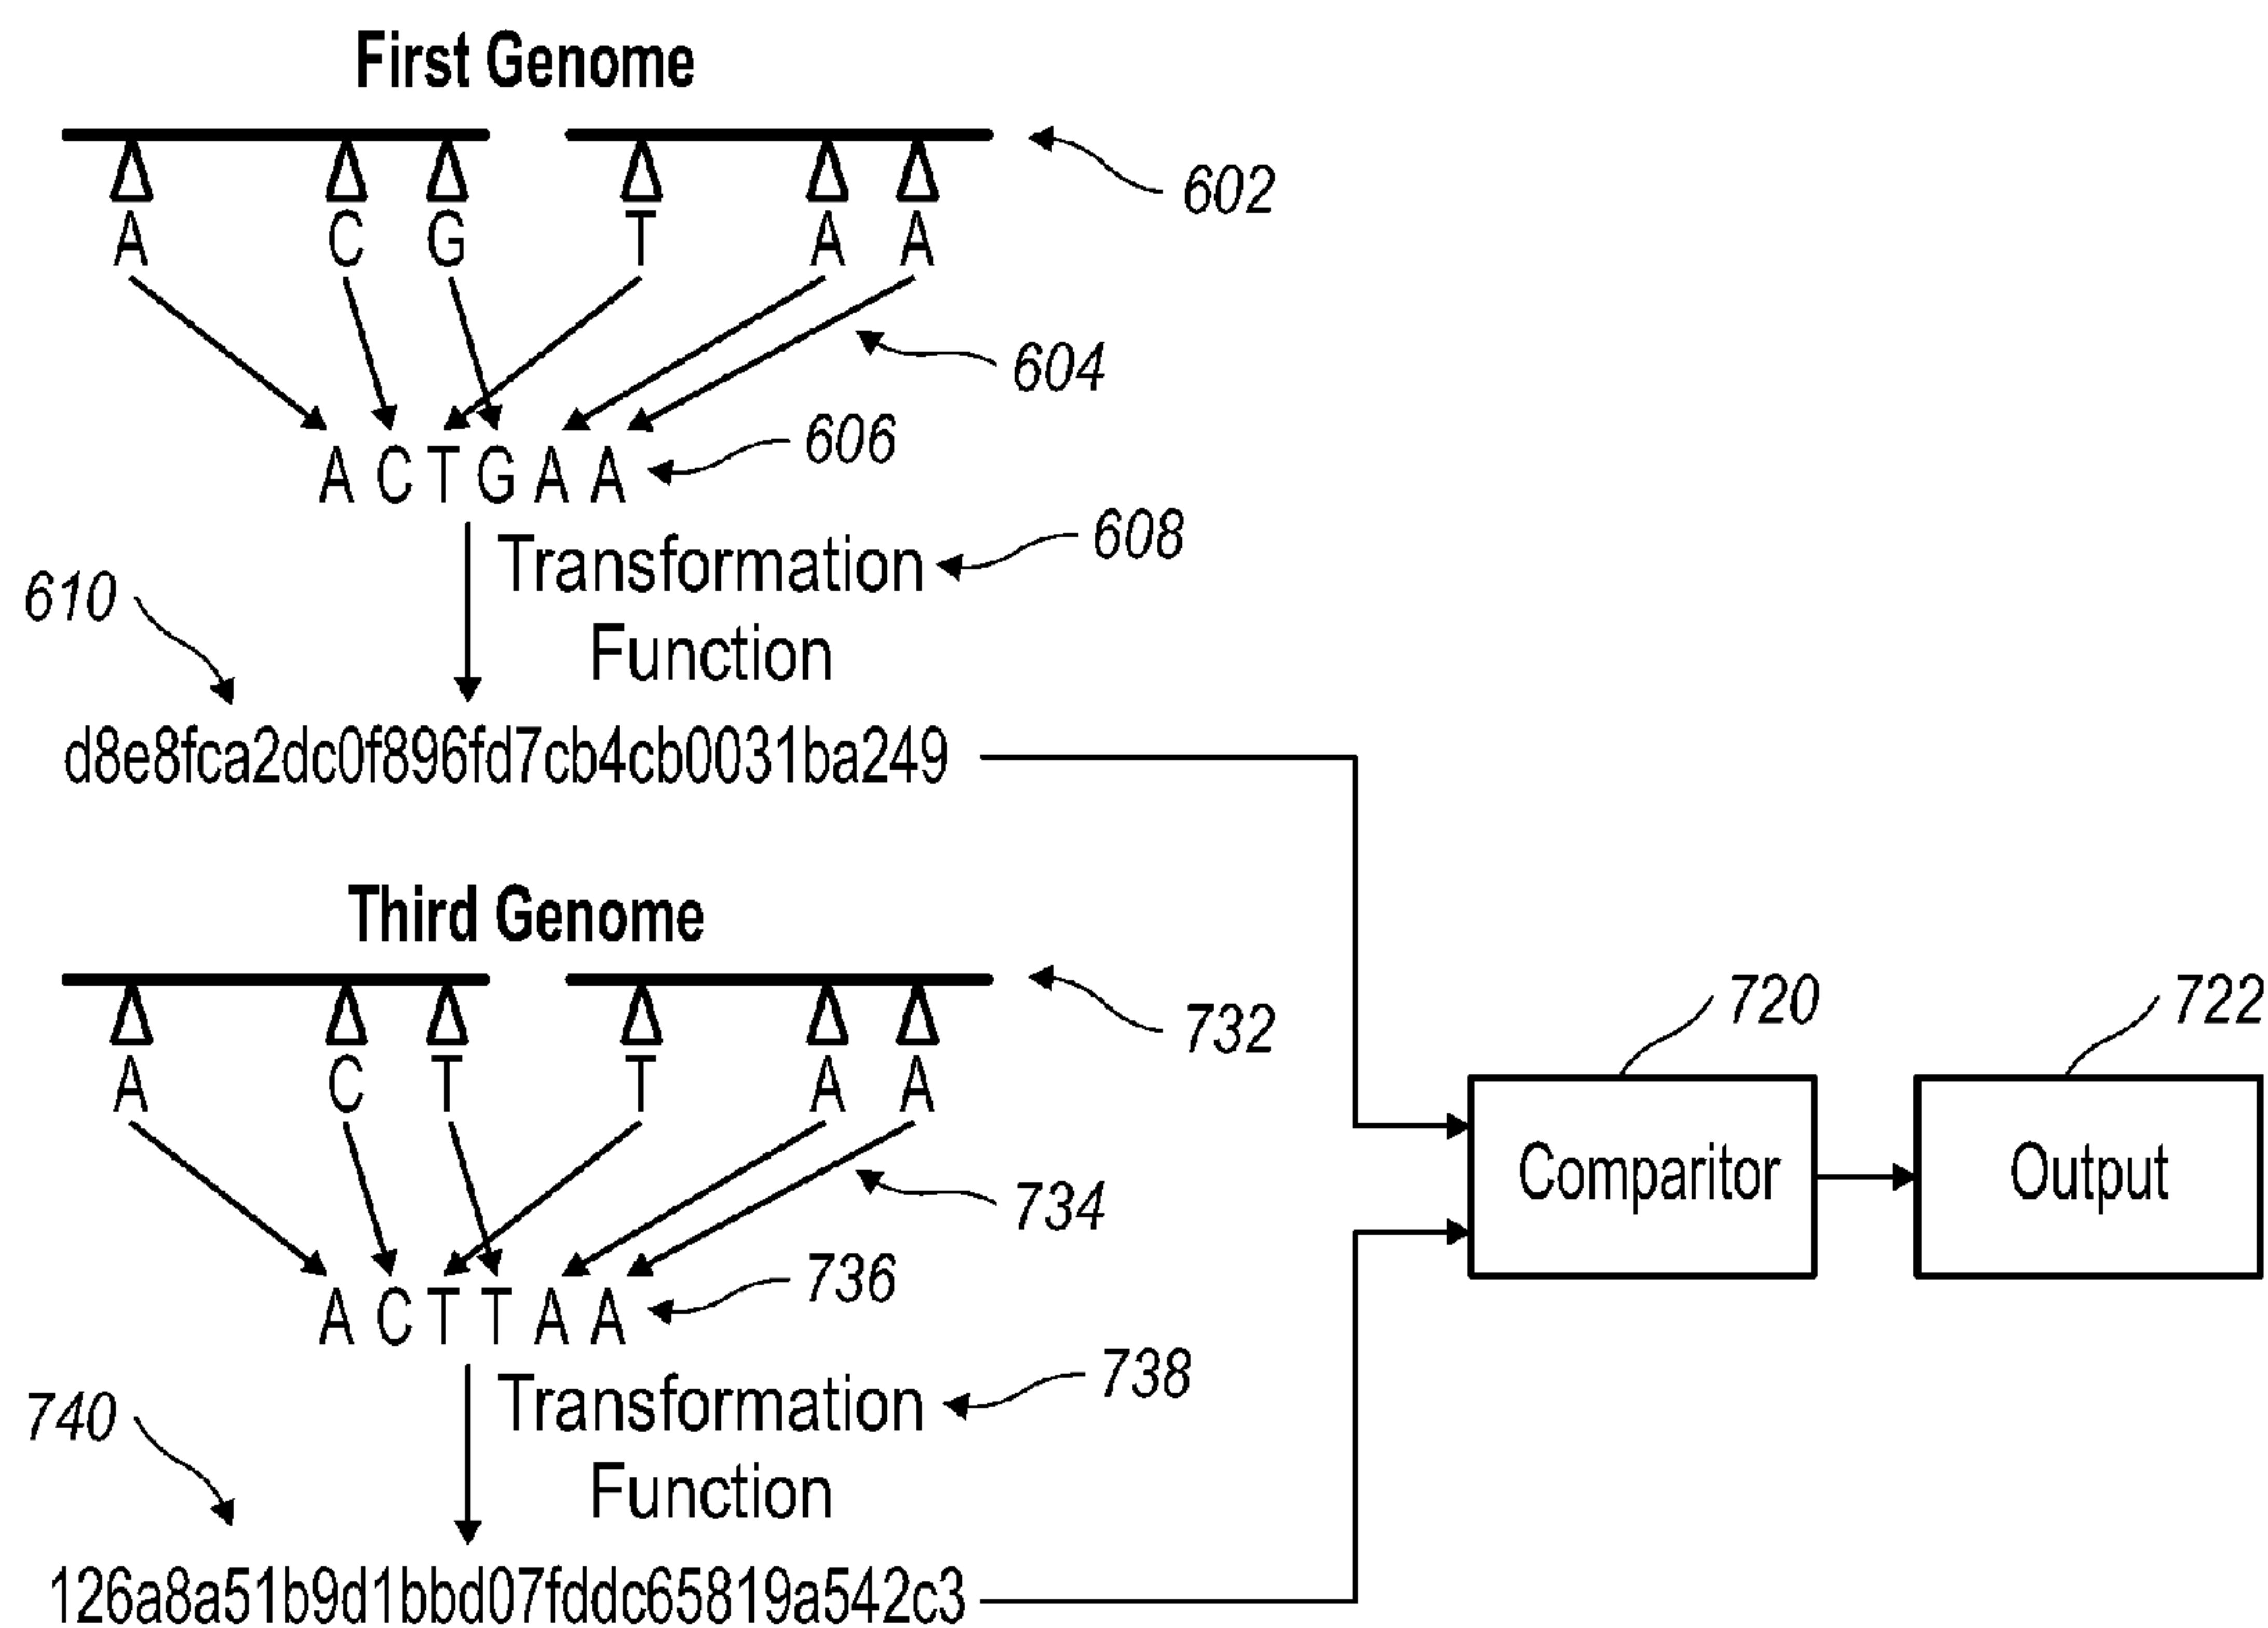 First Genome
602
A C G T A A
604
606
A C T G A A
608
Transformation
Function
610
d8e8fca2dc0f896fd7cb4cb0031ba249
Third Genome
732
A C T T A A
734
736
A C T T A A
738
Transformation
Function
740
126a8a51b9d1bbd07fddc65819a542c3
720
Comparitor
722
Output